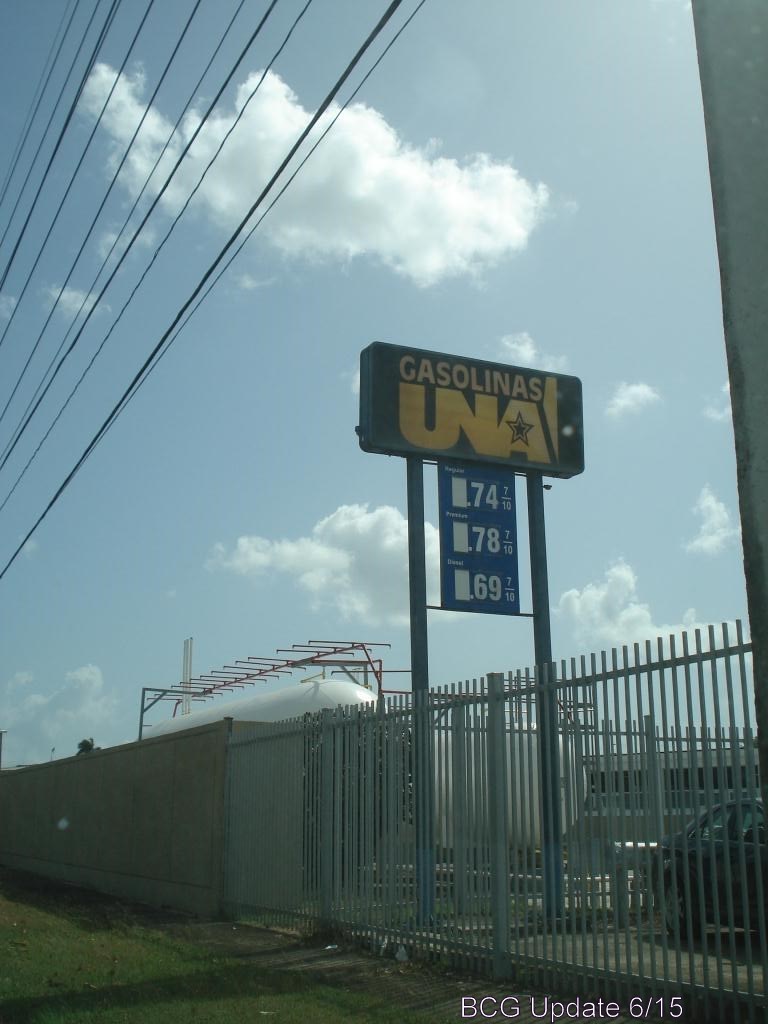 GASOLINAS
UNA
Regular
.74 7/10
Premium
.78 7/10
Diesel
.69 7/10
BCG Update 6/15